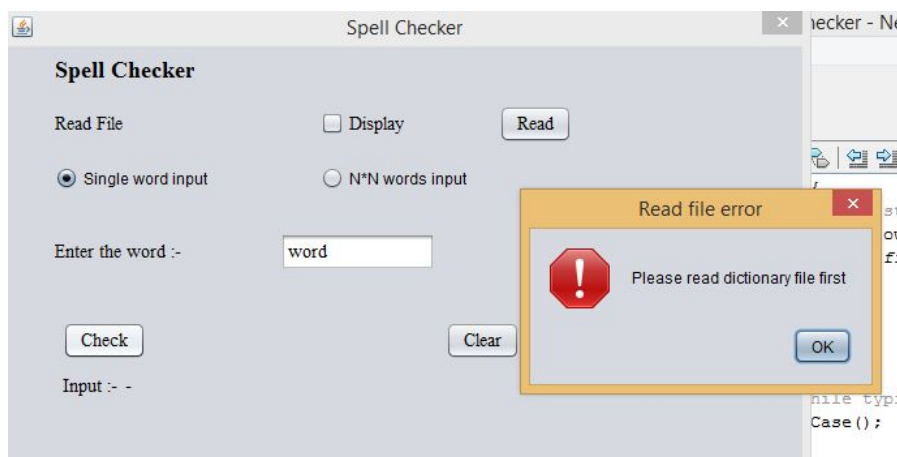 Spell Checker
hecker - Ne
Spell Checker
Read File
Display
Read
Single word input
N*N words input
Read file error
Enter the word :-
word
Please read dictionary file first
Check
Clear
OK
Input :- -
Case();